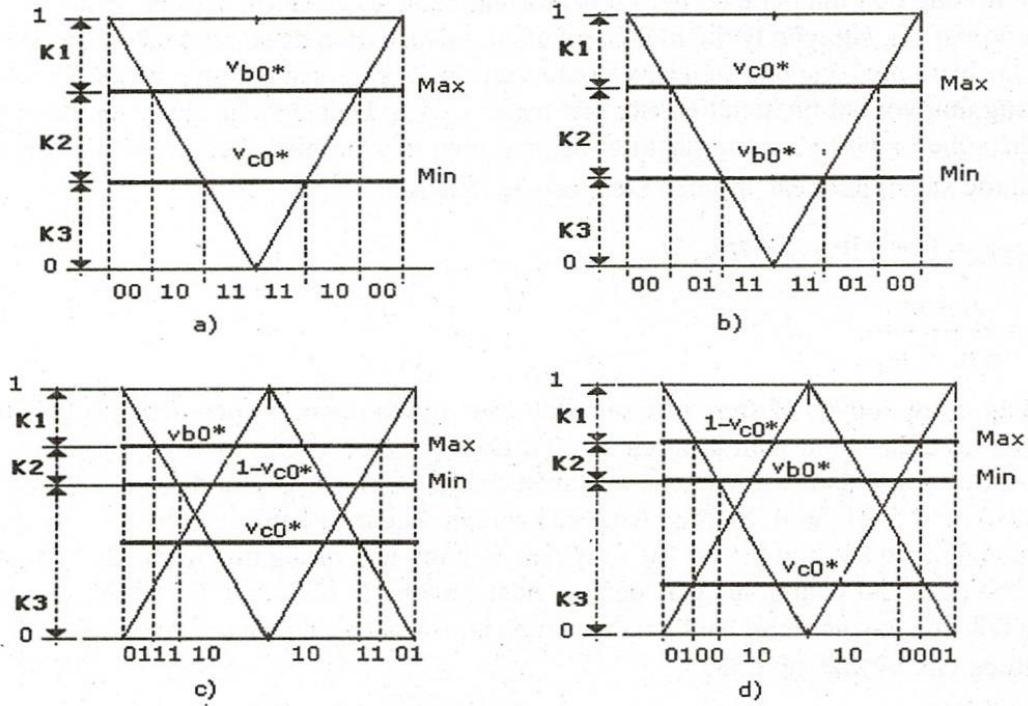 1
K1
K2
K3
0
vb0*
vc0*
Max
Min
00 10 11 11 10 00
a)
1
K1
K2
K3
0
vc0*
vb0*
Max
Min
00 01 11 11 01 00
b)
1
K1
K2
K3
0
vb0*
1-vc0*
vc0*
Max
Min
0111 10 10 11 01
c)
1
K1
K2
K3
0
1-vc0*
vb0*
vc0*
Max
Min
0100 10 10 0001
d)